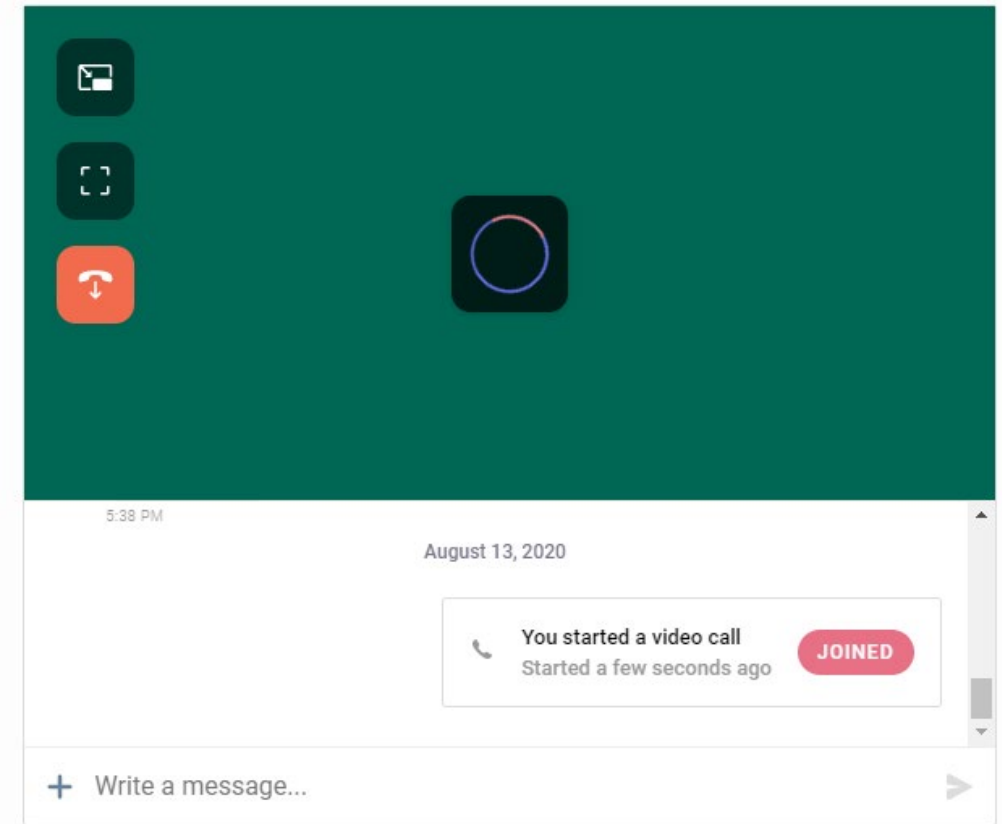 5:38 PM
August 13, 2020
You started a video call
Started a few seconds ago
JOINED
Write a message...